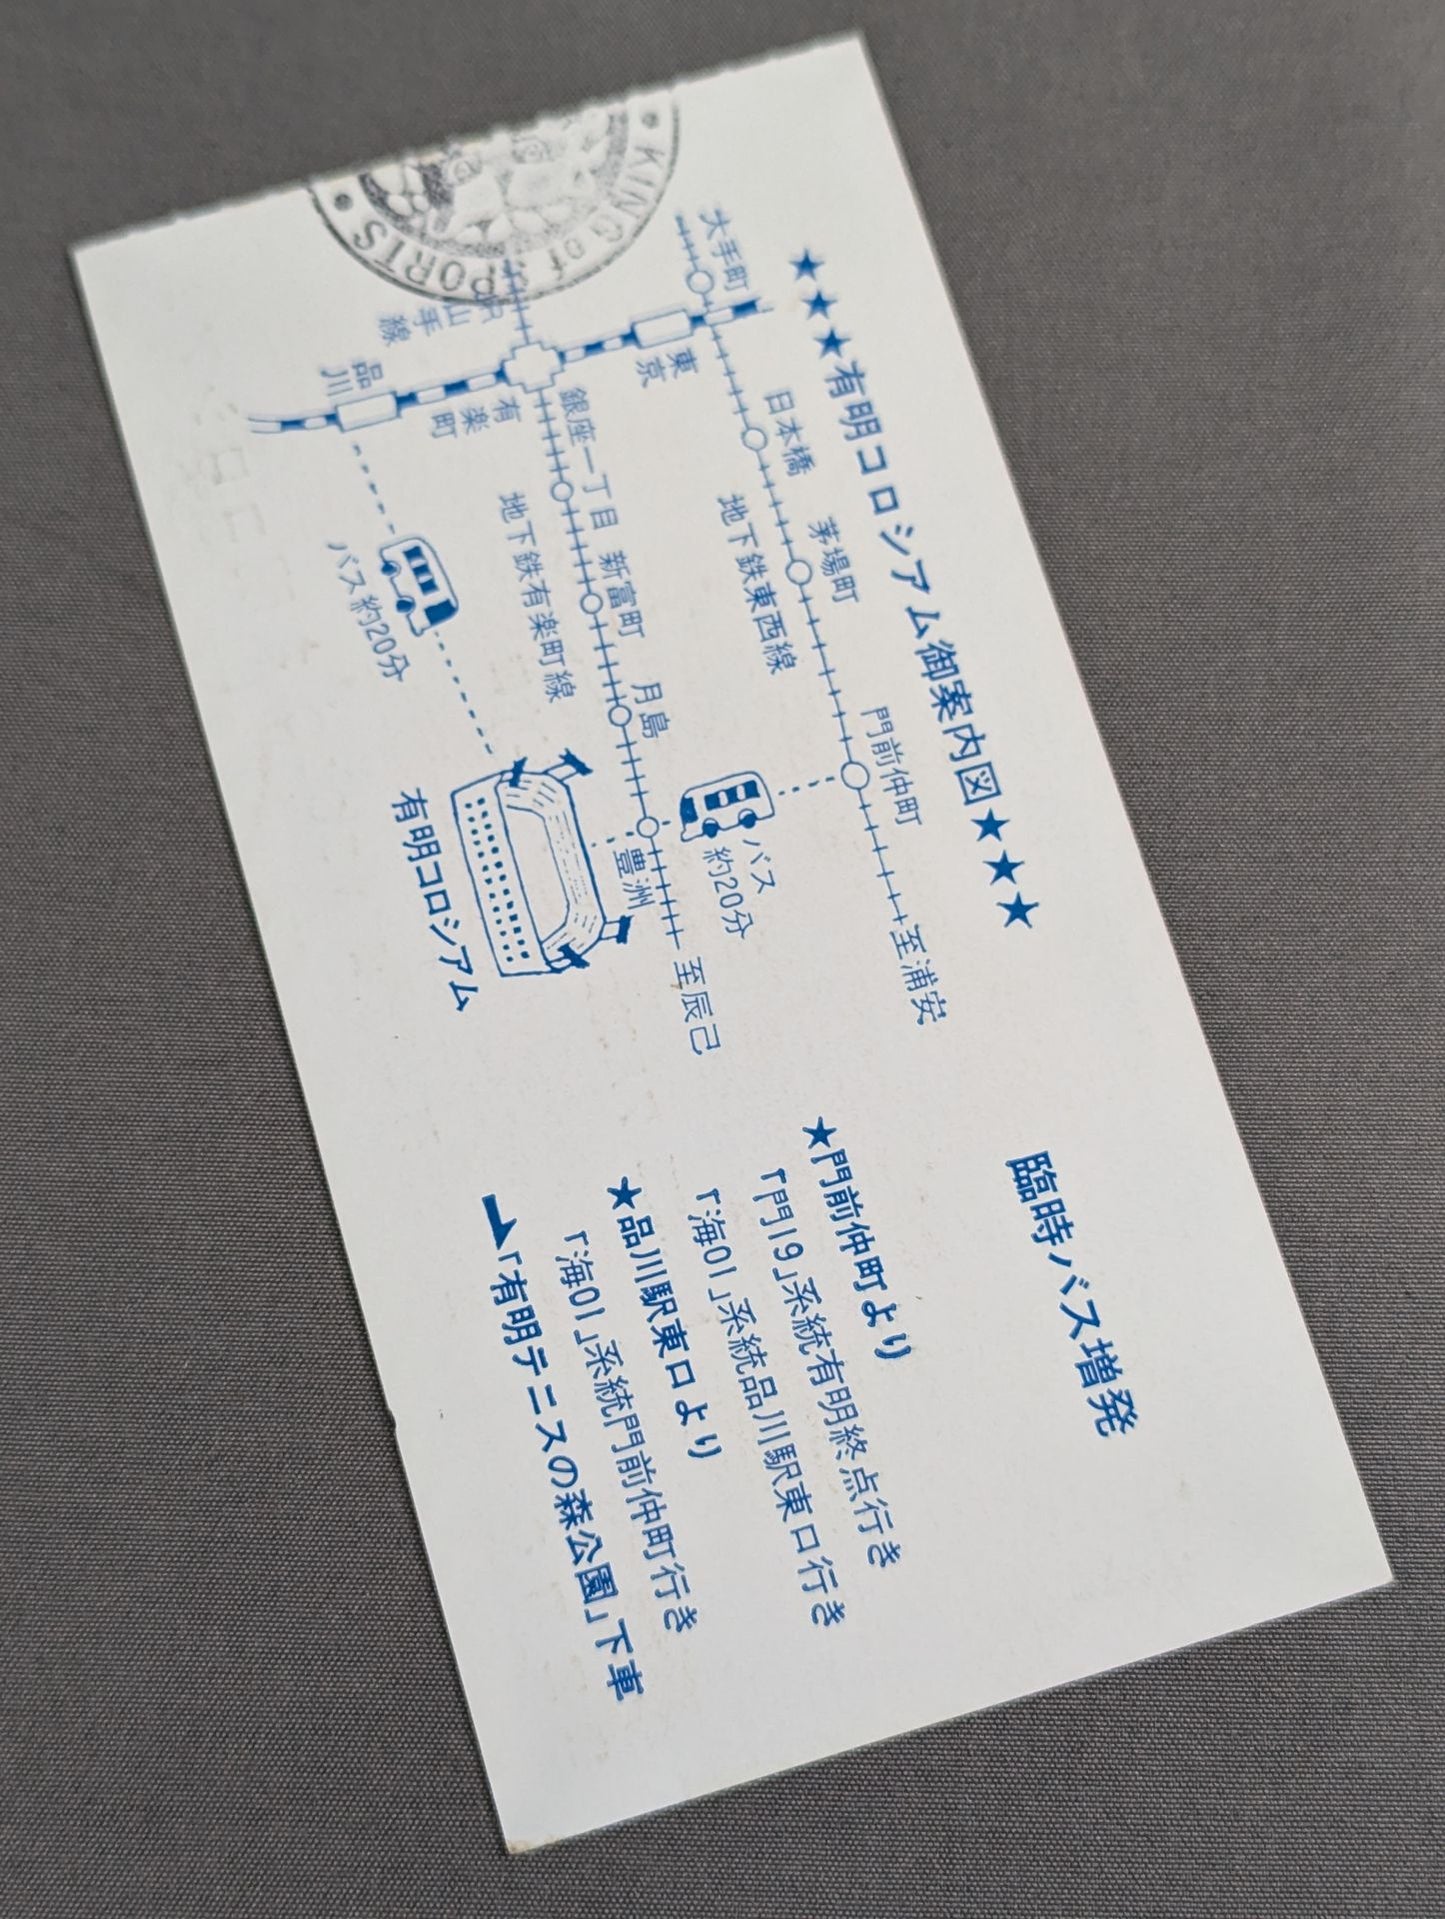 ★★★有明コロシアム御案内図★★★
大手町
日本橋
茅場町
門前仲町
至浦安
東京
地下鉄東西線
バス
約20分
JR
山手線
有楽町
銀座一丁目
新富町
月島
豊洲
至辰己
地下鉄有楽町線
品川
バス約20分
有明コロシアム
KING of SPORTS
臨時バス増発
★門前仲町より
「門19」系統有明終点行き
「海01」系統品川駅東口行き
★品川駅東口より
「海01」系統門前仲町行き
「有明テニスの森公園」下車